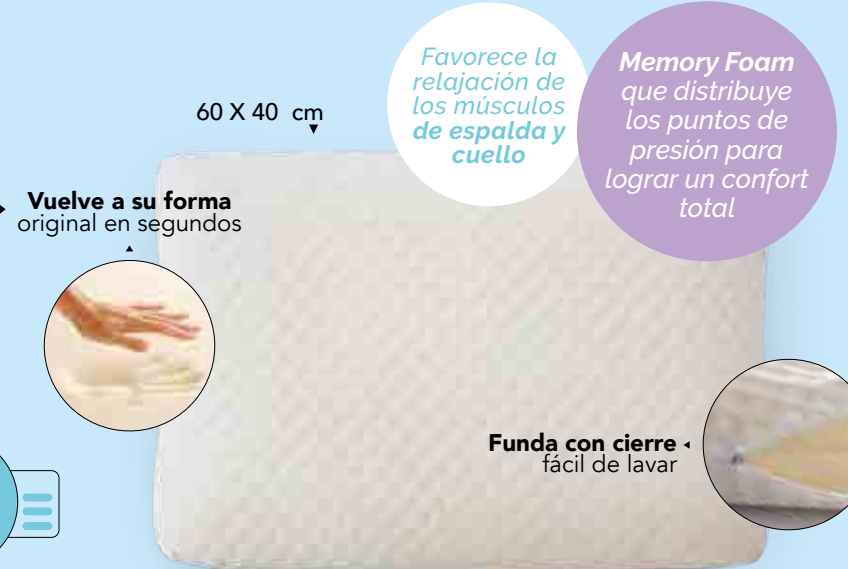 Favorece la
relajación de
los músculos
de espalda y
cuello
Memory Foam
que distribuye
los puntos de
presión para
lograr un confort
total
60 X 40 cm
Vuelve a su forma
original en segundos
Funda con cierre
fácil de lavar